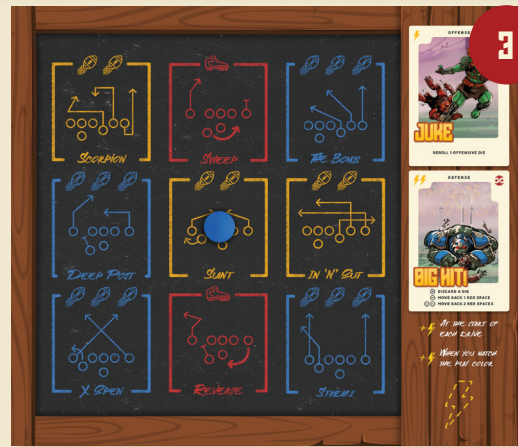 OFFENSE
3
JUKE
REROLL 1 OFFENSIVE DIE
SCORPION
SWEEP
THE BOMB
DEFENSE
DEEP POST
SLANT
IN 'N' OUT
BIG HIT!
DISCARD A DIE
MOVE BACK 1 RED SPACE
MOVE BACK 2 RED SPACES
X OPEN
REVERSE
STREAKS
+ AT THE START OF
EACH DRIVE
+ WHEN YOU MATCH
THE PLAY COLOR